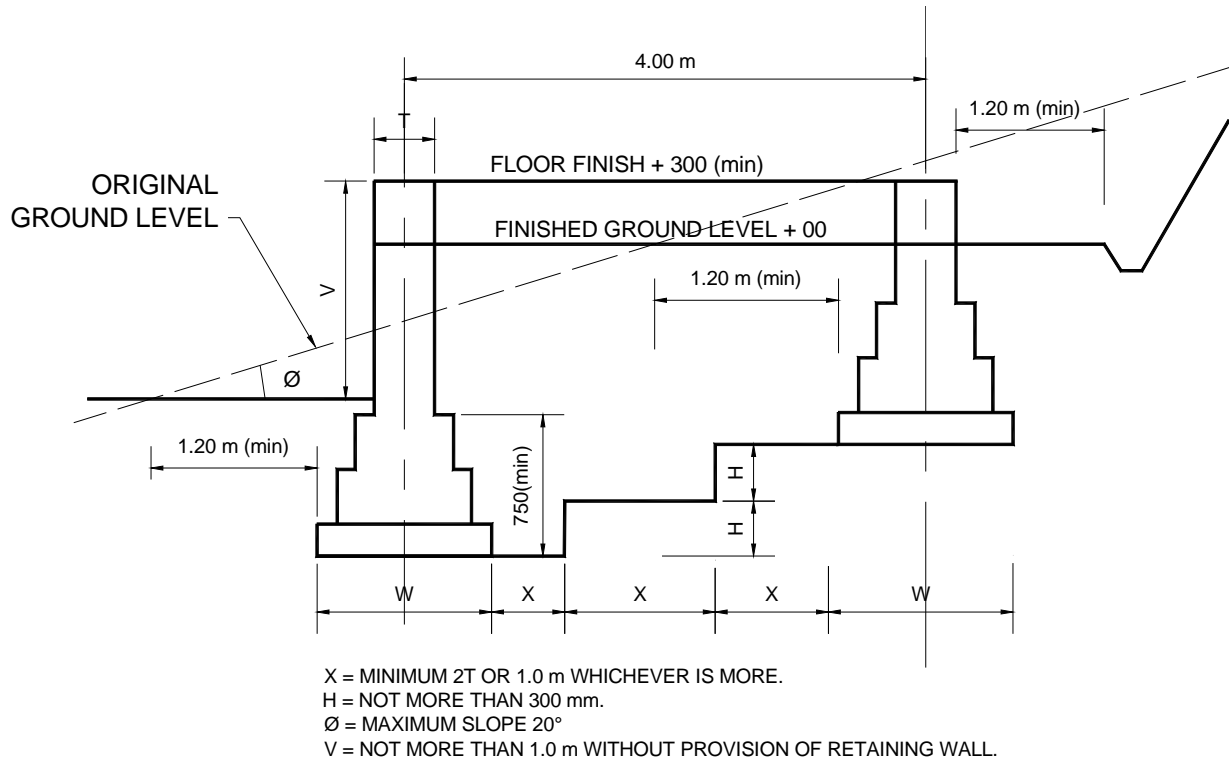 4.00 m
T
1.20 m (min)
FLOOR FINISH + 300 (min)
ORIGINAL
GROUND LEVEL
FINISHED GROUND LEVEL + 00
V
1.20 m (min)
Ø
1.20 m (min)
750(min)
H
H
W
X
X
X
W
X = MINIMUM 2T OR 1.0 m WHICHEVER IS MORE.
H = NOT MORE THAN 300 mm.
Ø = MAXIMUM SLOPE 20°
V = NOT MORE THAN 1.0 m WITHOUT PROVISION OF RETAINING WALL.